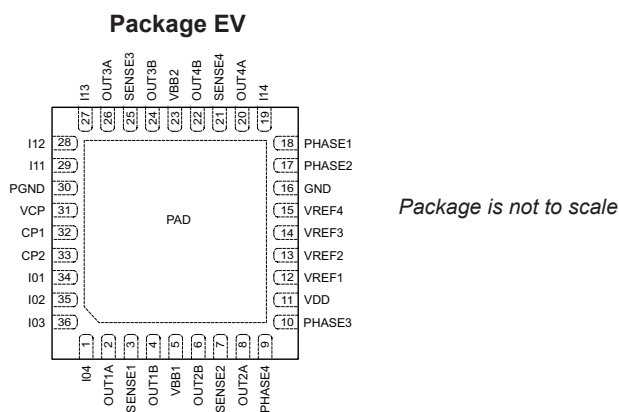 Package EV
I13
OUT3A
SENSE3
OUT3B
VBB2
OUT4B
SENSE4
OUT4A
I14
27
26
25
24
23
22
21
20
19
I12 28
I11 29
PGND 30
VCP 31
CP1 32
CP2 33
I01 34
I02 35
I03 36
PAD
18 PHASE1
17 PHASE2
16 GND
15 VREF4
14 VREF3
13 VREF2
12 VREF1
11 VDD
10 PHASE3
Package is not to scale
1
2
3
4
5
6
7
8
9
I04
OUT1A
SENSE1
OUT1B
VBB1
OUT2B
SENSE2
OUT2A
PHASE4